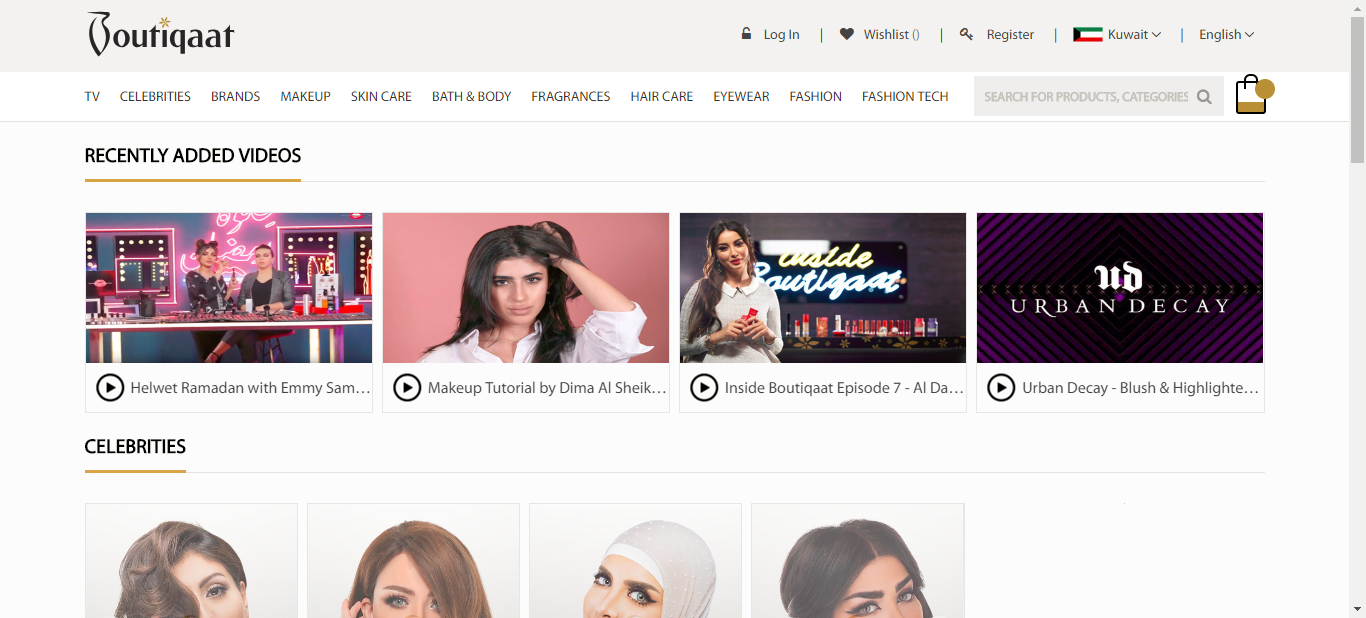 Boutiqaat
Log In | Wishlist () | Register | Kuwait | English
TV CELEBRITIES BRANDS MAKEUP SKIN CARE BATH & BODY FRAGRANCES HAIR CARE EYEWEAR FASHION FASHION TECH SEARCH FOR PRODUCTS, CATEGORIES
RECENTLY ADDED VIDEOS
inside
Boutiqaat
ud
URBAN DECAY
Helwet Ramadan with Emmy Sam...
Makeup Tutorial by Dima Al Sheik...
Inside Boutiqaat Episode 7 - Al Da...
Urban Decay - Blush & Highlighte...
CELEBRITIES